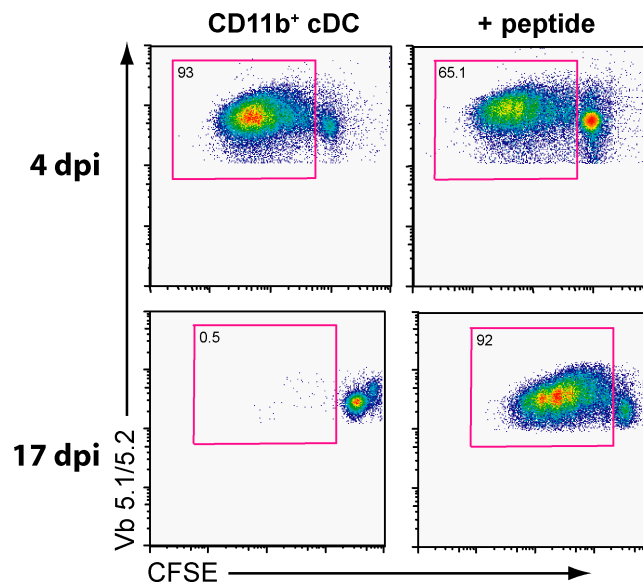 CD11b⁺ cDC
+ peptide
93
65.1
4 dpi
0.5
92
17 dpi
Vb 5.1/5.2
CFSE